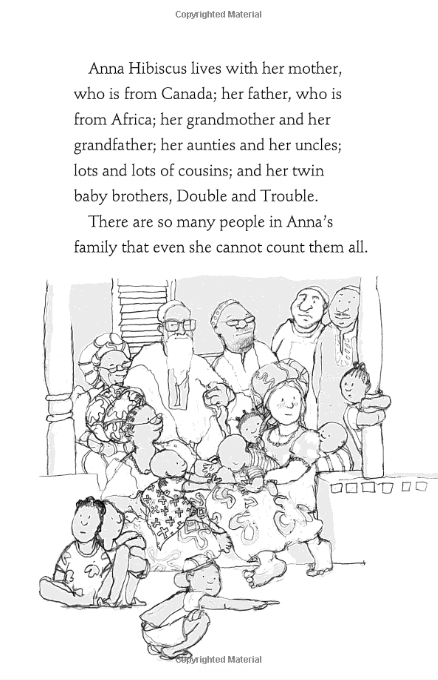 Copyrighted Material
Anna Hibiscus lives with her mother,
who is from Canada; her father, who is
from Africa; her grandmother and her
grandfather; her aunties and her uncles;
lots and lots of cousins; and her twin
baby brothers, Double and Trouble.
There are so many people in Anna’s
family that even she cannot count them all.
Copyrighted Material